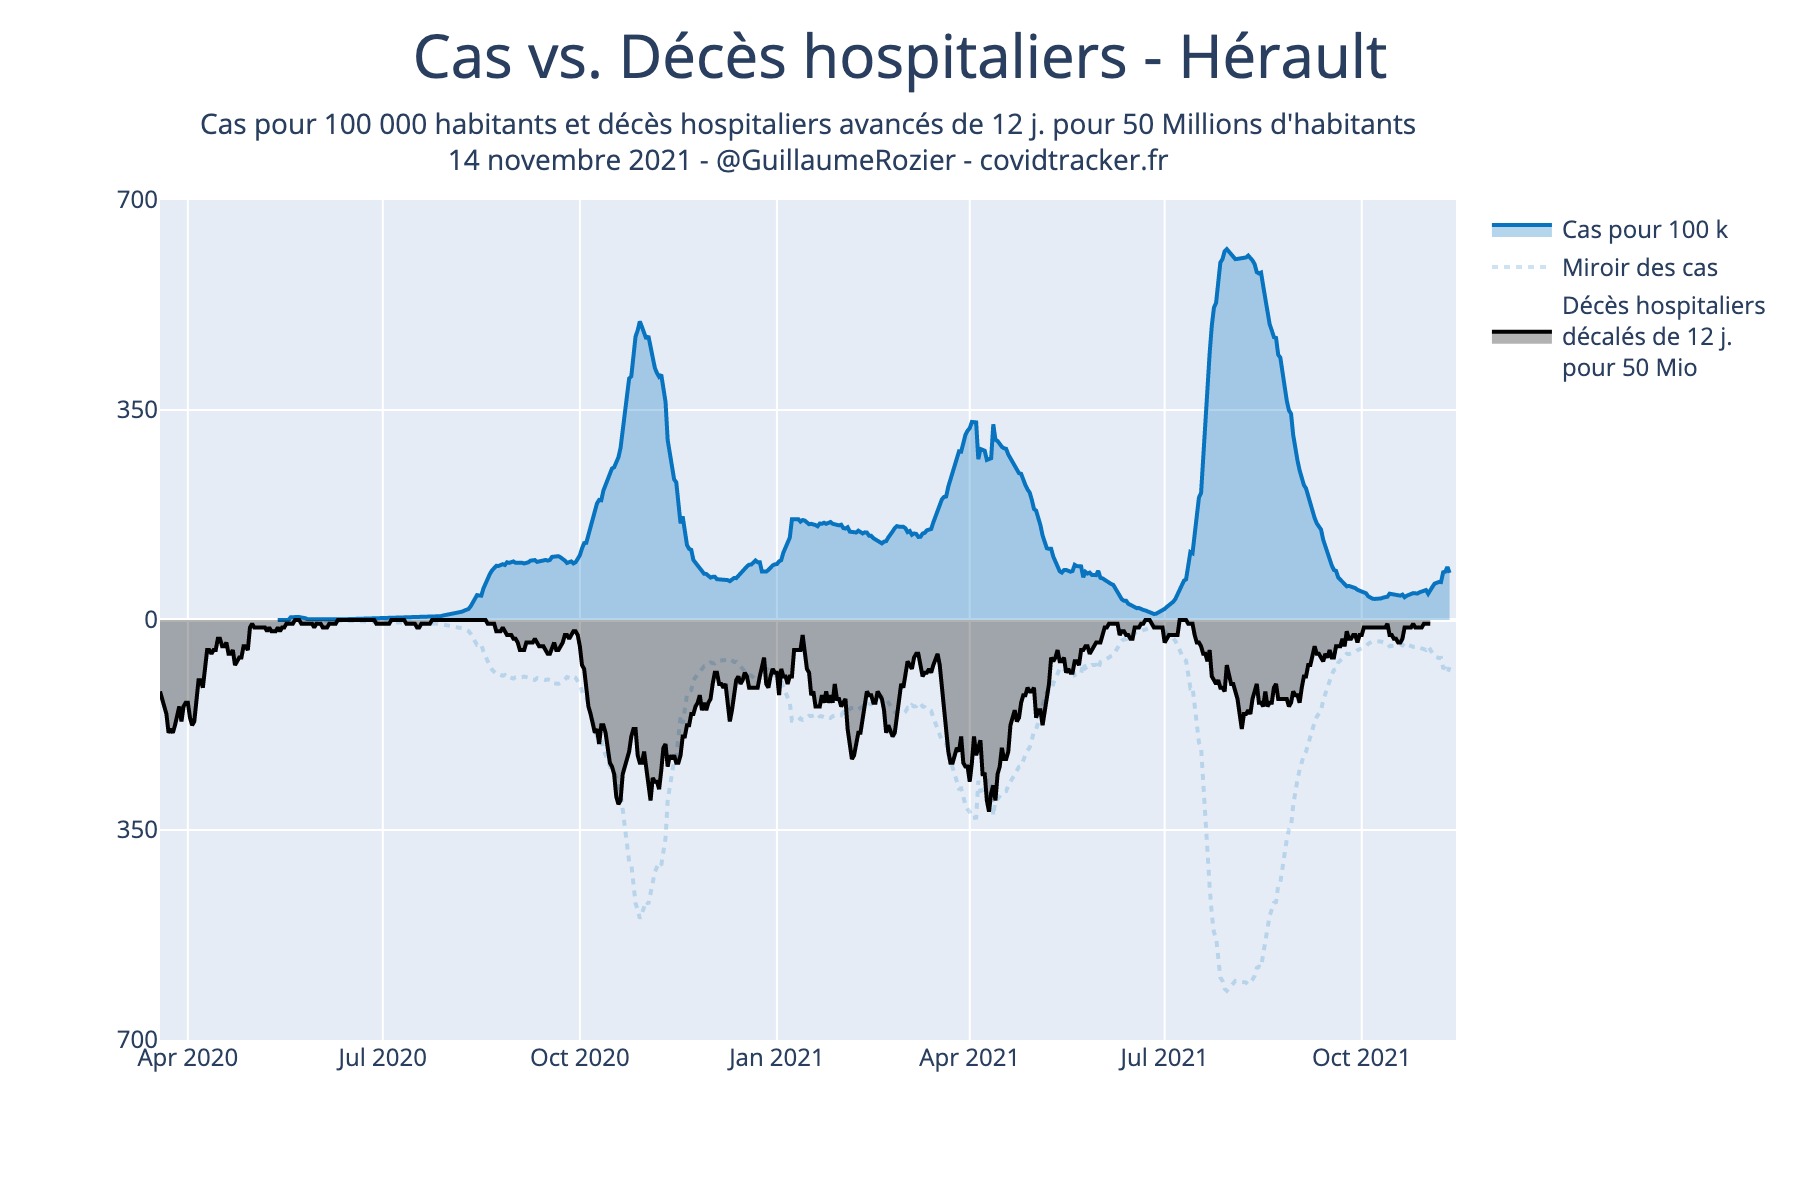 Cas vs. Décès hospitaliers - Hérault
Cas pour 100 000 habitants et décès hospitaliers avancés de 12 j. pour 50 Millions d'habitants
14 novembre 2021 - @GuillaumeRozier - covidtracker.fr
700
350
0
350
700
Apr 2020
Jul 2020
Oct 2020
Jan 2021
Apr 2021
Jul 2021
Oct 2021
Cas pour 100 k
Miroir des cas
Décès hospitaliers
décalés de 12 j.
pour 50 Mio